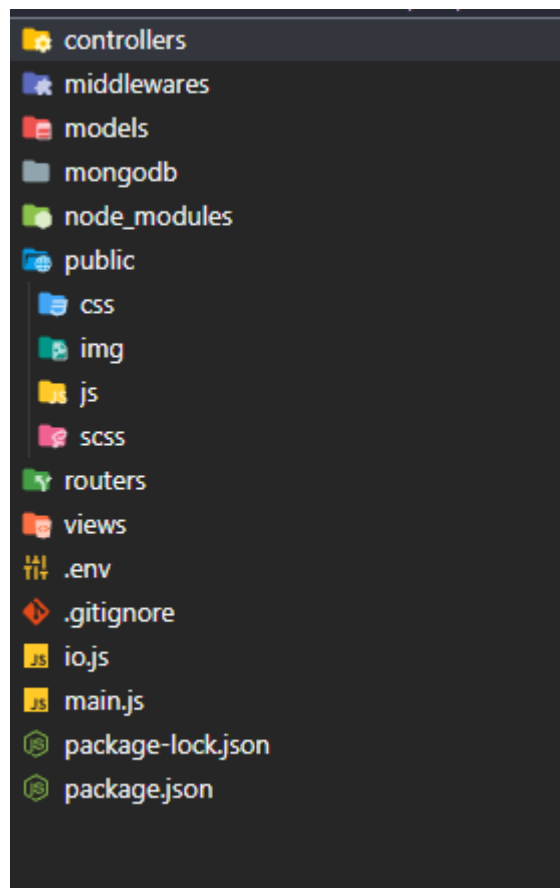 controllers
middlewares
models
mongodb
node_modules
public
css
img
js
scss
routers
views
.env
.gitignore
io.js
main.js
package-lock.json
package.json